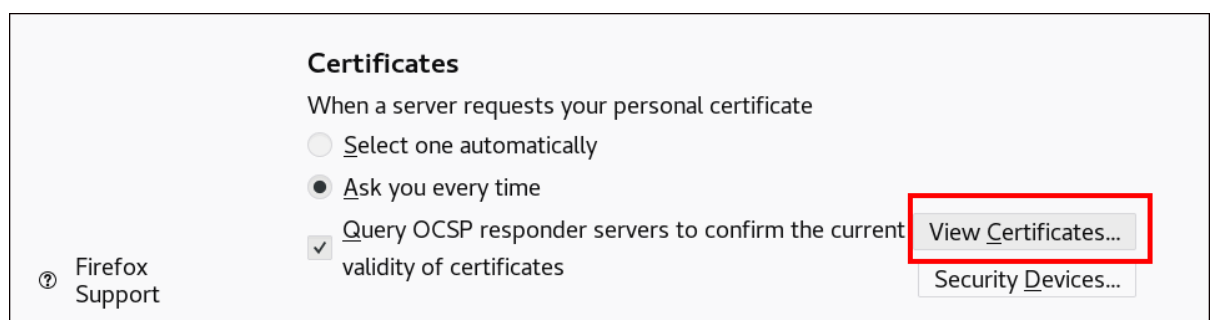 Certificates
When a server requests your personal certificate
Select one automatically
Ask you every time
Query OCSP responder servers to confirm the current
validity of certificates
View Certificates...
Security Devices...
Firefox
Support